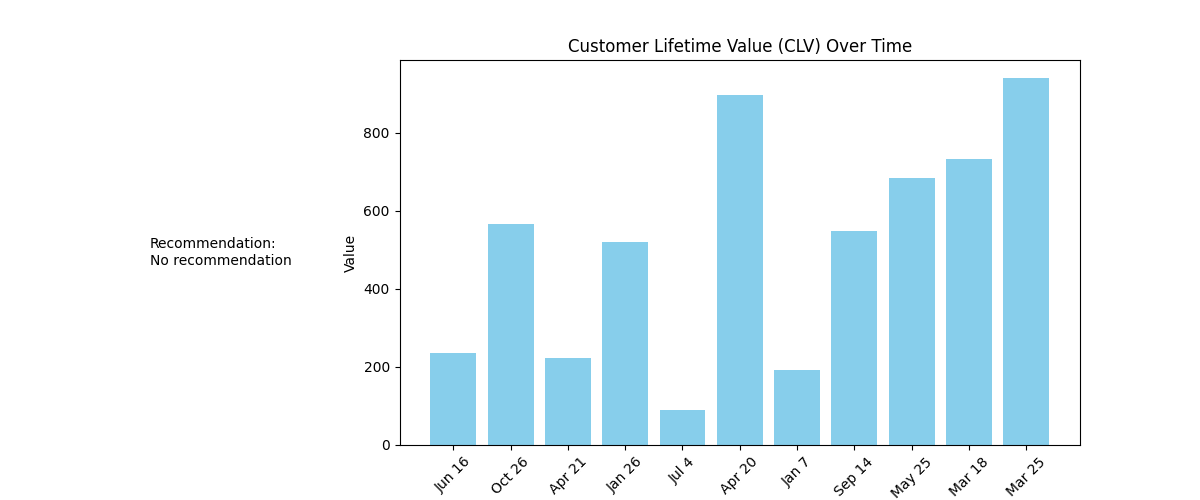 Customer Lifetime Value (CLV) Over Time
Recommendation:
No recommendation
Value
800
600
400
200
0
Jun 16
Oct 26
Apr 21
Jan 26
Jul 4
Apr 20
Jan 7
Sep 14
May 25
Mar 18
Mar 25